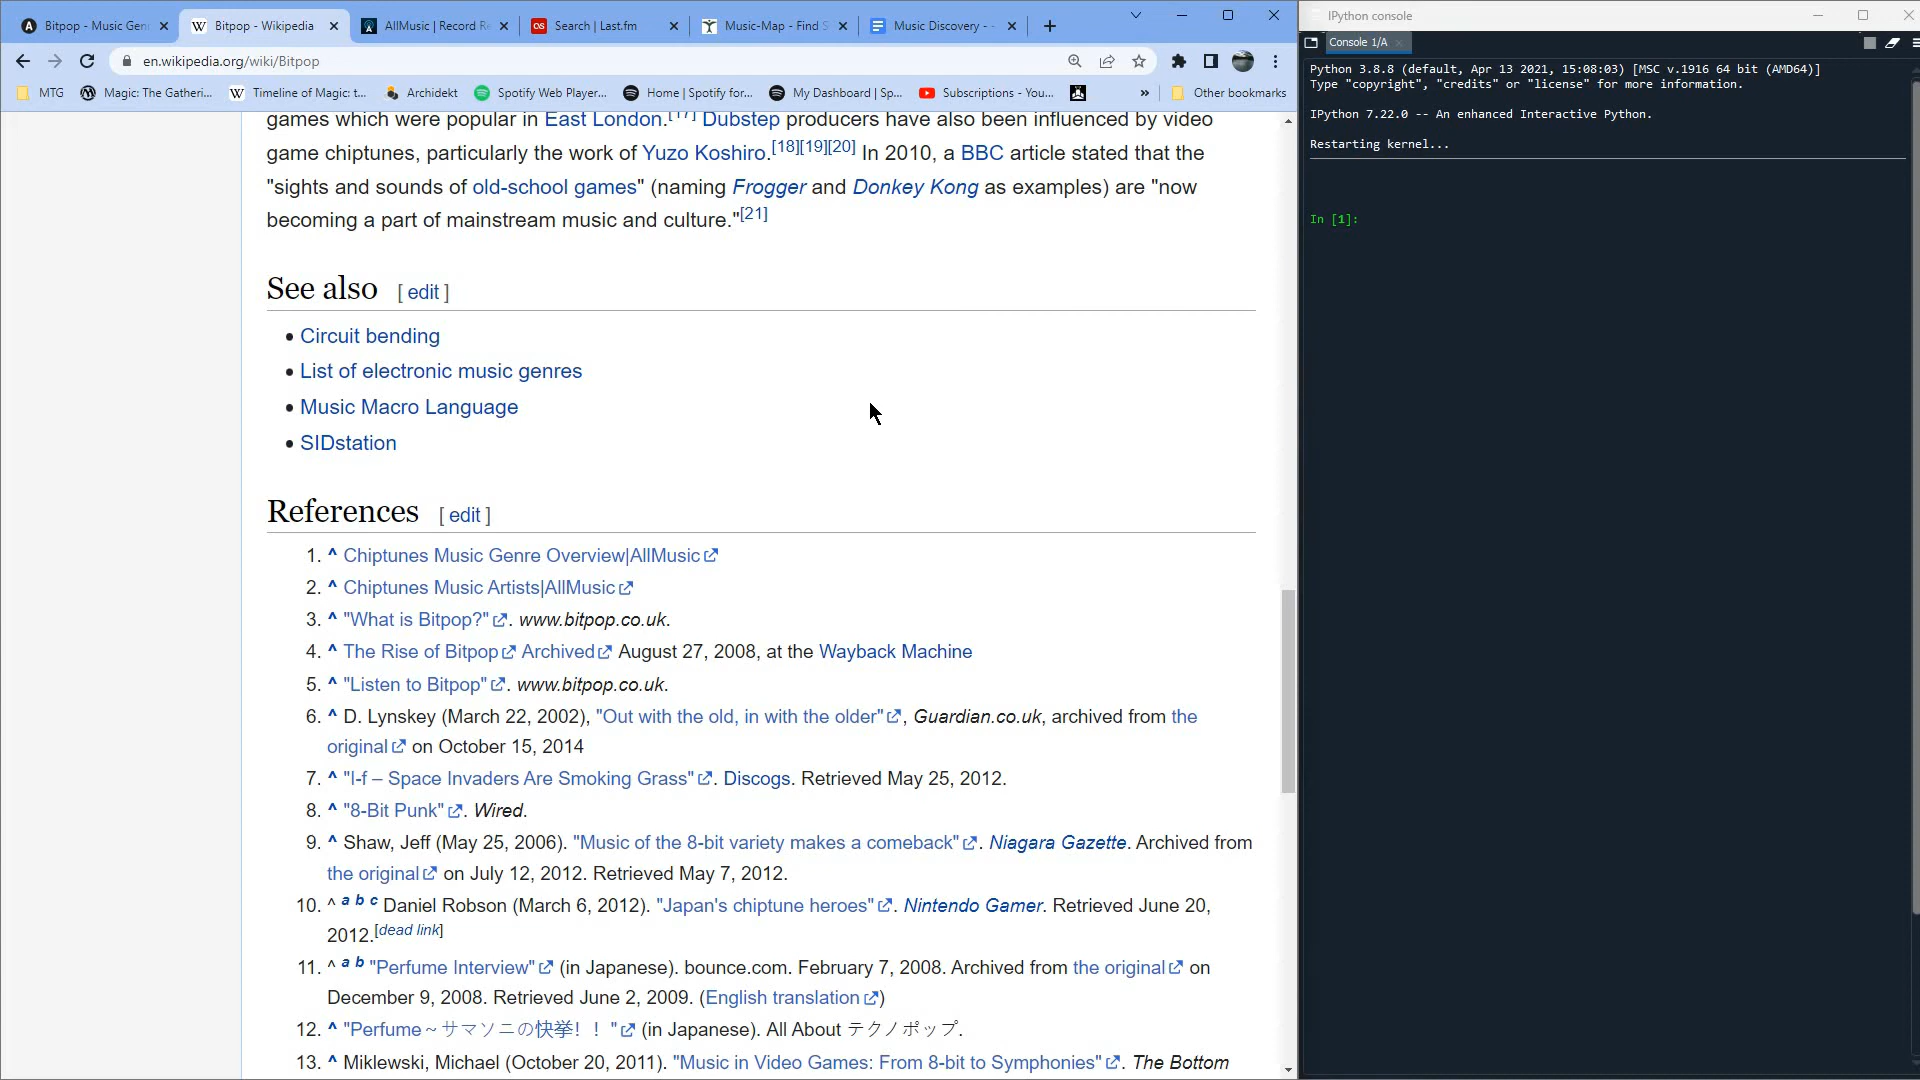 Bitpop - Music Gen
Bitpop - Wikipedia
AllMusic | Record Re
Search | Last.fm
Music-Map - Find S
Music Discovery - 
IPython console
en.wikipedia.org/wiki/Bitpop
Console 1/A
MTG
Magic: The Gatheri...
Timeline of Magic: t...
Archidekt
Spotify Web Player...
Home | Spotify for...
My Dashboard | Sp...
Subscriptions - You...
»
Other bookmarks
Python 3.8.8 (default, Apr 13 2021, 15:08:03) [MSC v.1916 64 bit (AMD64)]
Type "copyright", "credits" or "license" for more information.
IPython 7.22.0 -- An enhanced Interactive Python.
Restarting kernel...
In [1]:
games which were popular in East London.[17] Dubstep producers have also been influenced by video
game chiptunes, particularly the work of Yuzo Koshiro.[18][19][20] In 2010, a BBC article stated that the
"sights and sounds of old-school games" (naming Frogger and Donkey Kong as examples) are "now
becoming a part of mainstream music and culture."[21]
See also [ edit ]
• Circuit bending
• List of electronic music genres
• Music Macro Language
• SIDstation
References [ edit ]
1. ^ Chiptunes Music Genre Overview|AllMusic
2. ^ Chiptunes Music Artists|AllMusic
3. ^ "What is Bitpop?". www.bitpop.co.uk.
4. ^ The Rise of Bitpop Archived August 27, 2008, at the Wayback Machine
5. ^ "Listen to Bitpop". www.bitpop.co.uk.
6. ^ D. Lynskey (March 22, 2002), "Out with the old, in with the older", Guardian.co.uk, archived from the
original on October 15, 2014
7. ^ "I-f – Space Invaders Are Smoking Grass". Discogs. Retrieved May 25, 2012.
8. ^ "8-Bit Punk". Wired.
9. ^ Shaw, Jeff (May 25, 2006). "Music of the 8-bit variety makes a comeback". Niagara Gazette. Archived from
the original on July 12, 2012. Retrieved May 7, 2012.
10. ^ a b c Daniel Robson (March 6, 2012). "Japan's chiptune heroes". Nintendo Gamer. Retrieved June 20,
2012.[dead link]
11. ^ a b "Perfume Interview" (in Japanese). bounce.com. February 7, 2008. Archived from the original on
December 9, 2008. Retrieved June 2, 2009. (English translation)
12. ^ "Perfume～サマソニの快挙！！" (in Japanese). All About テクノポップ.
13. ^ Miklewski, Michael (October 20, 2011). "Music in Video Games: From 8-bit to Symphonies". The Bottom